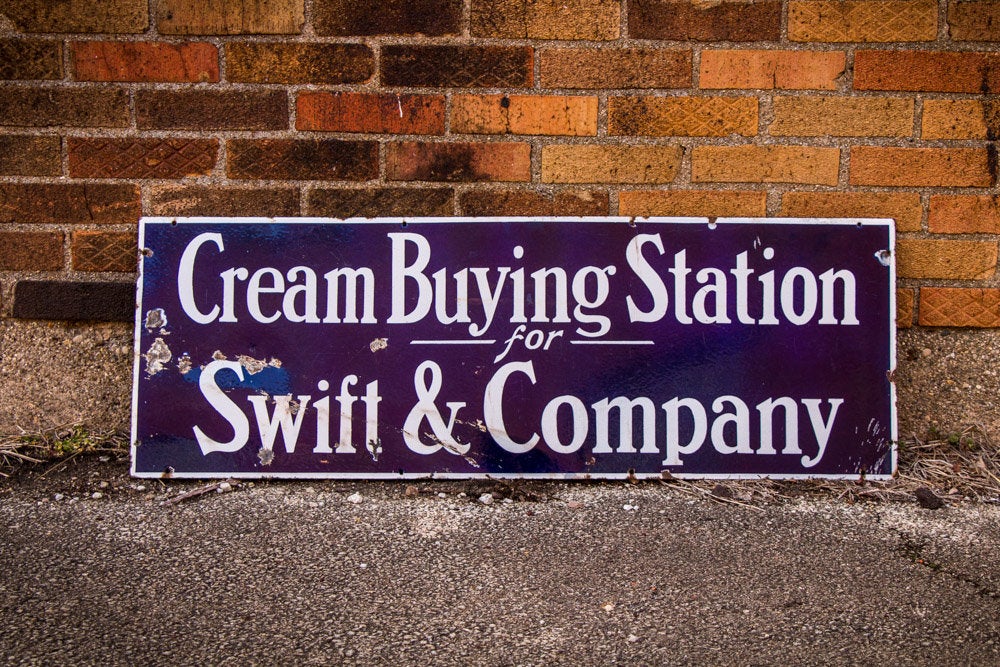 Cream Buying Station
for
Swift & Company